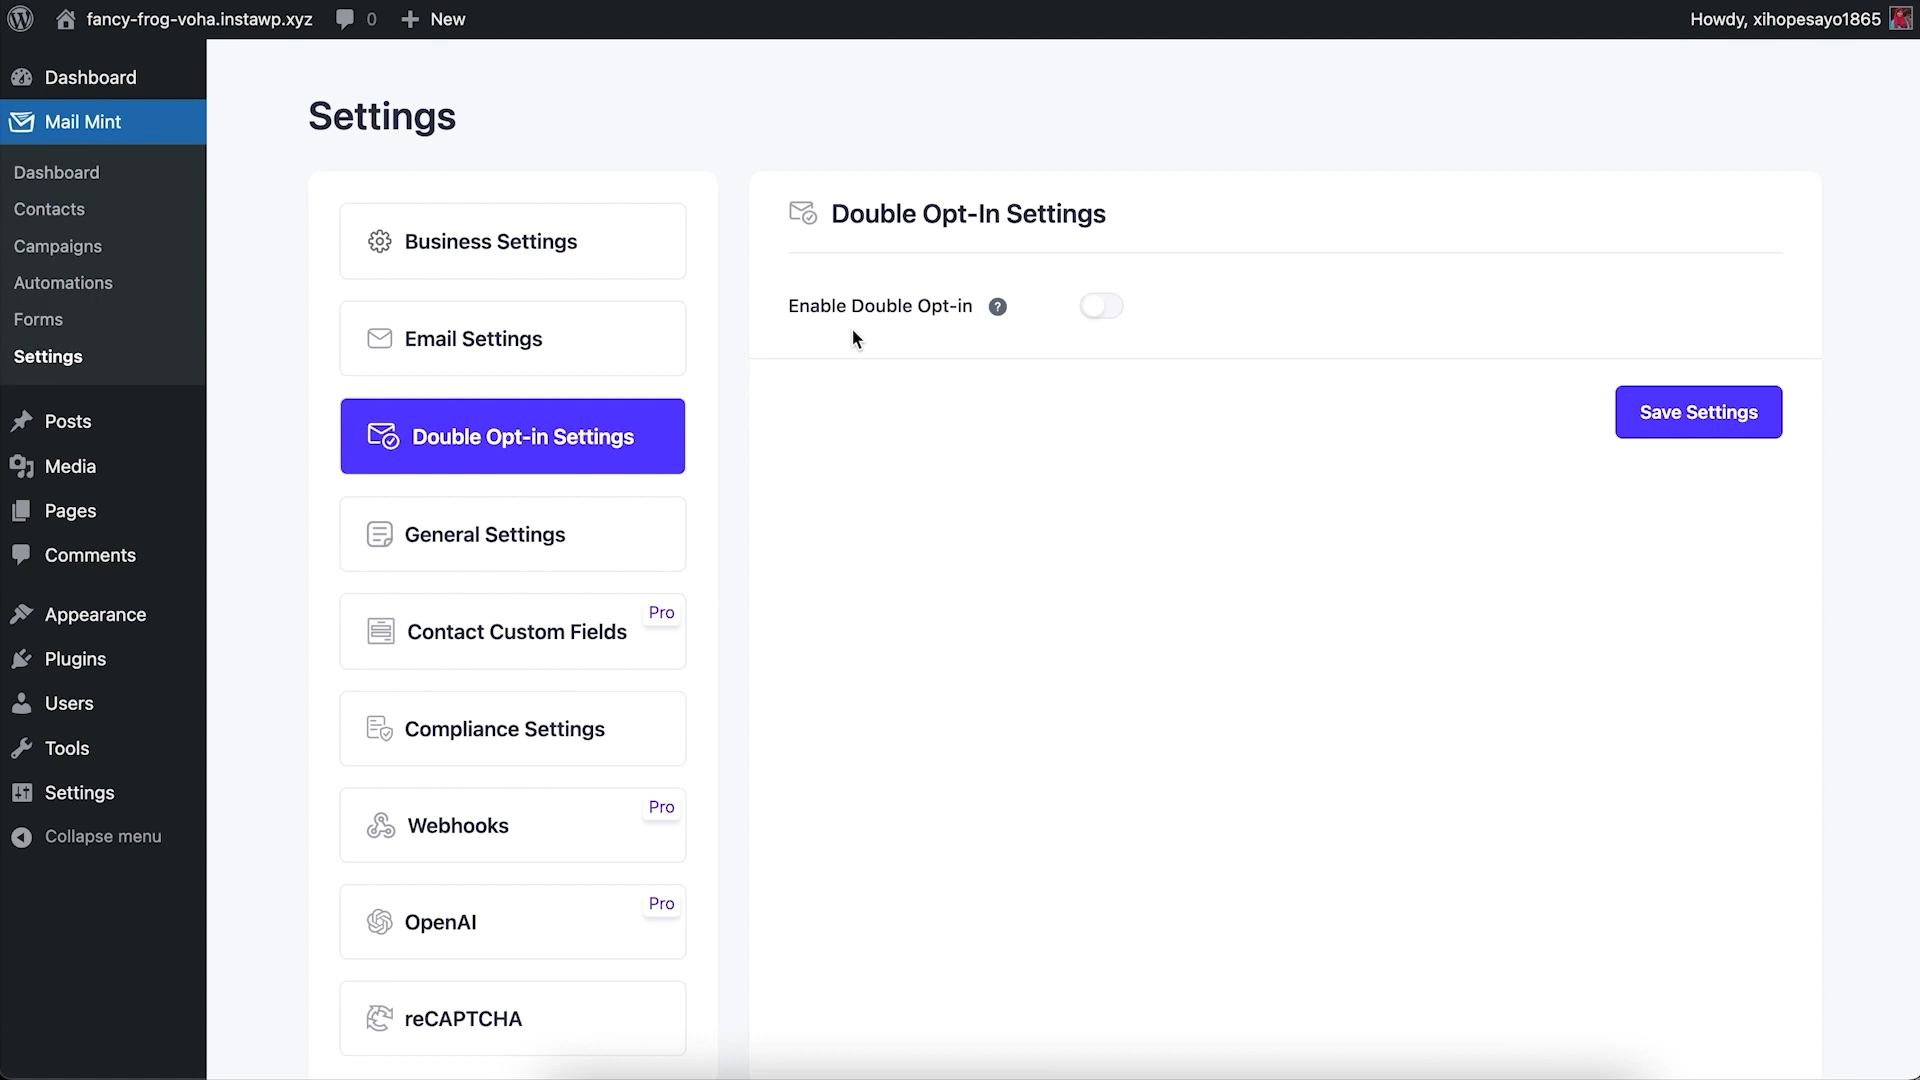 fancy-frog-voha.instawp.xyz
0
New
Howdy, xihopesayo1865
Dashboard
Mail Mint
Dashboard
Contacts
Campaigns
Automations
Forms
Settings
Posts
Media
Pages
Comments
Appearance
Plugins
Users
Tools
Settings
Collapse menu
Settings
Business Settings
Email Settings
Double Opt-in Settings
General Settings
Pro
Contact Custom Fields
Compliance Settings
Pro
Webhooks
Pro
OpenAI
reCAPTCHA
Double Opt-In Settings
Enable Double Opt-in ?
Save Settings